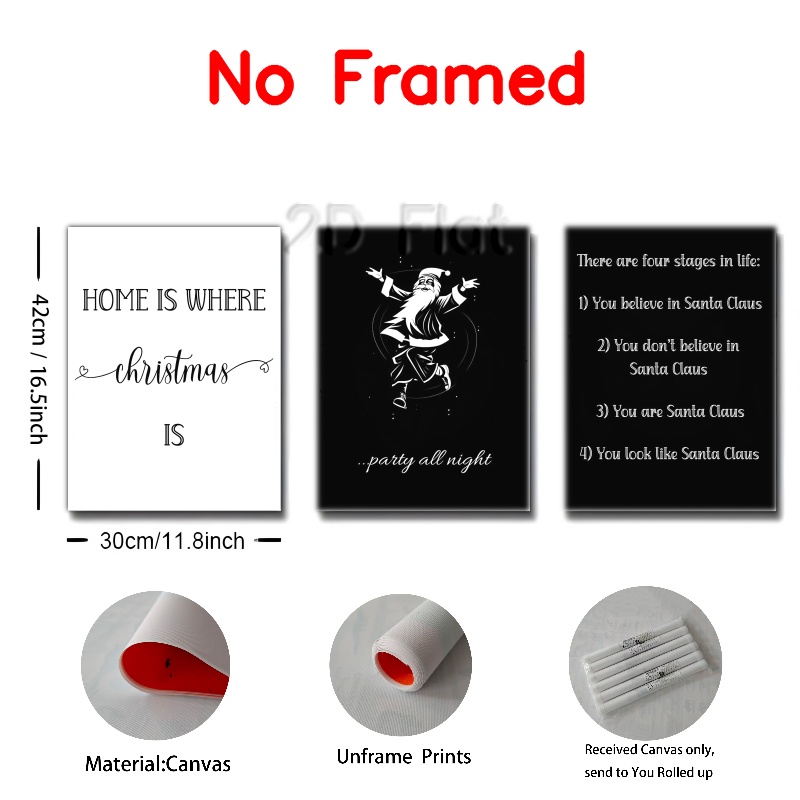 No Framed
2D Flat
42cm / 16.5inch
HOME IS WHERE
christmas
IS
...party all night
There are four stages in life:
1) You believe in Santa Claus
2) You don't believe in
Santa Claus
3) You are Santa Claus
4) You look like Santa Claus
30cm/11.8inch
Material:Canvas
Unframe Prints
Received Canvas only,
send to You Rolled up